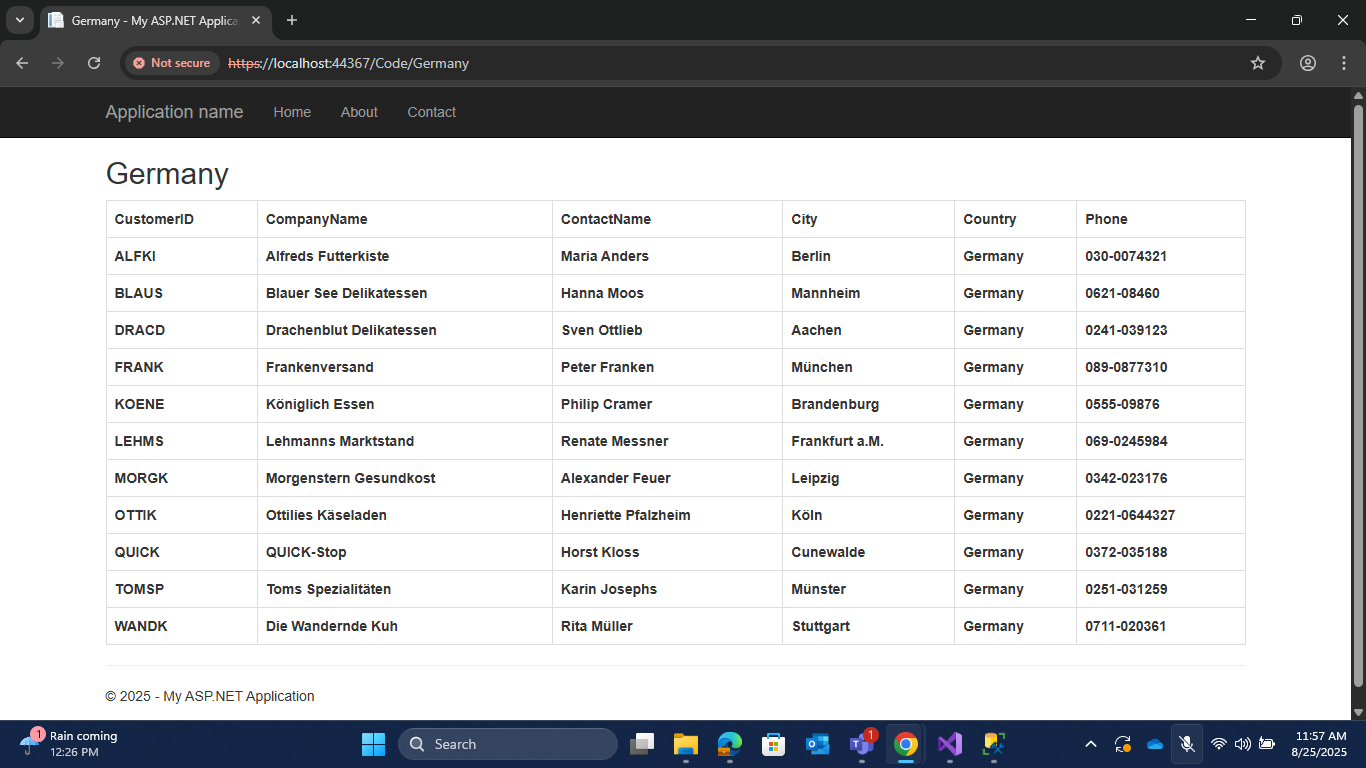 Germany - My ASP.NET Applica
Not secure https://localhost:44367/Code/Germany
Application name Home About Contact
Germany
CustomerID CompanyName ContactName City Country Phone
ALFKI Alfreds Futterkiste Maria Anders Berlin Germany 030-0074321
BLAUS Blauer See Delikatessen Hanna Moos Mannheim Germany 0621-08460
DRACD Drachenblut Delikatessen Sven Ottlieb Aachen Germany 0241-039123
FRANK Frankenversand Peter Franken München Germany 089-0877310
KOENE Königlich Essen Philip Cramer Brandenburg Germany 0555-09876
LEHMS Lehmanns Marktstand Renate Messner Frankfurt a.M. Germany 069-0245984
MORGK Morgenstern Gesundkost Alexander Feuer Leipzig Germany 0342-023176
OTTIK Ottilies Käseladen Henriette Pfalzheim Köln Germany 0221-0644327
QUICK QUICK-Stop Horst Kloss Cunewalde Germany 0372-035188
TOMSP Toms Spezialitäten Karin Josephs Münster Germany 0251-031259
WANDK Die Wandernde Kuh Rita Müller Stuttgart Germany 0711-020361
© 2025 - My ASP.NET Application
1 Rain coming
12:26 PM
Search
1
11:57 AM
8/25/2025